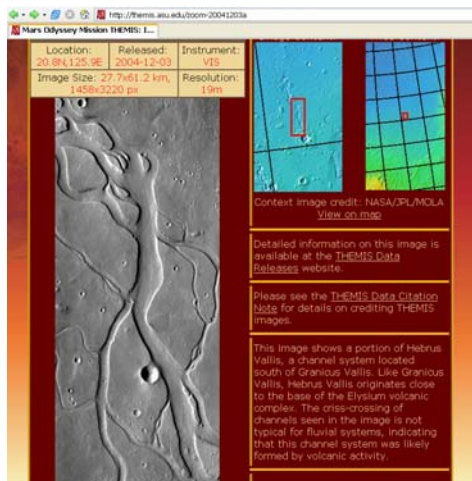 http://themis.asu.edu/zoom-20041203a
Mars Odyssey Mission THEMIS: I...
Location:
20.8N,125.9E
Released:
2004-12-03
Instrument:
VIS
Image Size: 27.7x61.2 km,
1458x3220 px
Resolution:
19m
Context image credit: NASA/JPL/MOLA
View on map
Detailed information on this image is
available at the THEMIS Data
Releases website.
Please see the THEMIS Data Citation
Note for details on crediting THEMIS
images.
This image shows a portion of Hebrus
Vallis, a channel system located
south of Granicus Vallis. Like Granicus
Vallis, Hebrus Vallis originates close
to the base of the Elysium volcanic
complex. The criss-crossing of
channels seen in the image is not
typical for fluvial systems, indicating
that this channel system was likely
formed by volcanic activity.